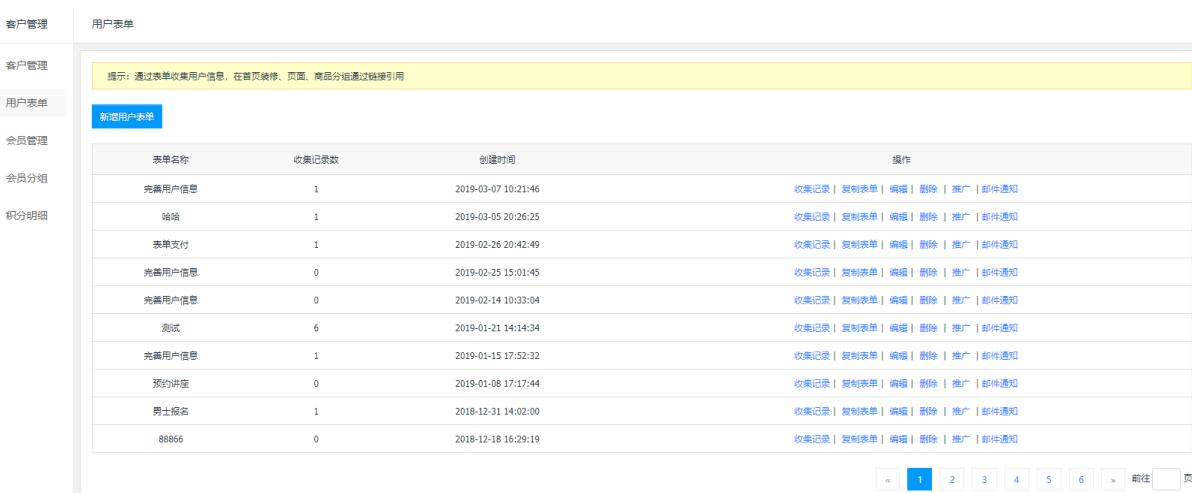 客户管理
用户表单
客户管理
用户表单
会员管理
会员分组
积分明细
提示：通过表单收集用户信息，在首页装修、页面、商品分组通过链接引用
新增用户表单
表单名称 收集记录数 创建时间 操作
完善用户信息 1 2019-03-07 10:21:46 收集记录 | 复制表单 | 编辑 | 删除 | 推广 | 邮件通知
哈哈 1 2019-03-05 20:26:25 收集记录 | 复制表单 | 编辑 | 删除 | 推广 | 邮件通知
表单支付 1 2019-02-26 20:42:49 收集记录 | 复制表单 | 编辑 | 删除 | 推广 | 邮件通知
完善用户信息 0 2019-02-25 15:01:45 收集记录 | 复制表单 | 编辑 | 删除 | 推广 | 邮件通知
完善用户信息 0 2019-02-14 10:33:04 收集记录 | 复制表单 | 编辑 | 删除 | 推广 | 邮件通知
测试 6 2019-01-21 14:14:34 收集记录 | 复制表单 | 编辑 | 删除 | 推广 | 邮件通知
完善用户信息 1 2019-01-15 17:52:32 收集记录 | 复制表单 | 编辑 | 删除 | 推广 | 邮件通知
预约讲座 0 2019-01-08 17:17:44 收集记录 | 复制表单 | 编辑 | 删除 | 推广 | 邮件通知
男士报名 1 2018-12-31 14:02:00 收集记录 | 复制表单 | 编辑 | 删除 | 推广 | 邮件通知
88866 0 2018-12-18 16:29:19 收集记录 | 复制表单 | 编辑 | 删除 | 推广 | 邮件通知
« 1 2 3 4 5 6 » 前往 页